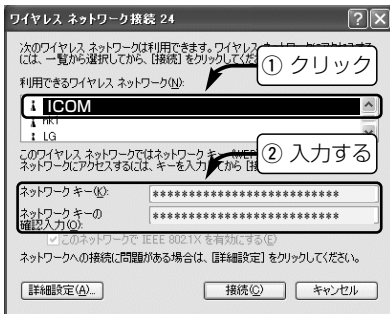 ワイヤレス ネットワーク接続 24
次のワイヤレス ネットワークは利用できます。ワイヤレス
には、一覧から選択してから、[接続] をクリックしてくだ
① クリック
利用できるワイヤレス ネットワーク(N):
ICOM
LG
このワイヤレス ネットワークではネットワーク キー
ネットワークにアクセスするには、キーを入力してから
② 入力する
ネットワーク キー(K): **************************
ネットワーク キーの
確認入力(O): **************************
このネットワークで IEEE 802.1X を有効にする(E)
ネットワークへの接続に問題がある場合は、[詳細設定] をクリックしてください。
詳細設定(A)... 接続(C) キャンセル